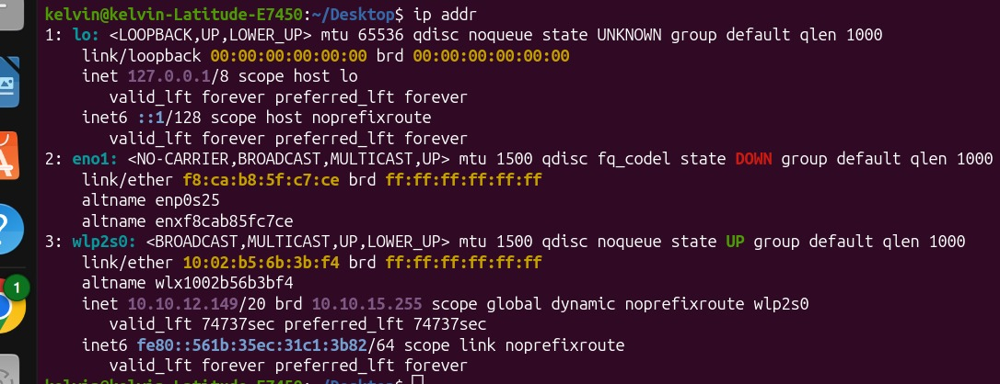 kelvin@kelvin-Latitude-E7450:~/Desktop$ ip addr
1: lo: <LOOPBACK,UP,LOWER_UP> mtu 65536 qdisc noqueue state UNKNOWN group default qlen 1000
    link/loopback 00:00:00:00:00:00 brd 00:00:00:00:00:00
    inet 127.0.0.1/8 scope host lo
       valid_lft forever preferred_lft forever
    inet6 ::1/128 scope host noprefixroute
       valid_lft forever preferred_lft forever
2: eno1: <NO-CARRIER,BROADCAST,MULTICAST,UP> mtu 1500 qdisc fq_codel state DOWN group default qlen 1000
    link/ether f8:ca:b8:5f:c7:ce brd ff:ff:ff:ff:ff:ff
    altname enp0s25
    altname enxf8cab85fc7ce
3: wlp2s0: <BROADCAST,MULTICAST,UP,LOWER_UP> mtu 1500 qdisc noqueue state UP group default qlen 1000
    link/ether 10:02:b5:6b:3b:f4 brd ff:ff:ff:ff:ff:ff
    altname wlx1002b56b3bf4
    inet 10.10.12.149/20 brd 10.10.15.255 scope global dynamic noprefixroute wlp2s0
       valid_lft 74737sec preferred_lft 74737sec
    inet6 fe80::561b:35ec:31c1:3b82/64 scope link noprefixroute
       valid_lft forever preferred_lft forever
kelvin@kelvin-Latitude-E7450:~/Desktop$
1